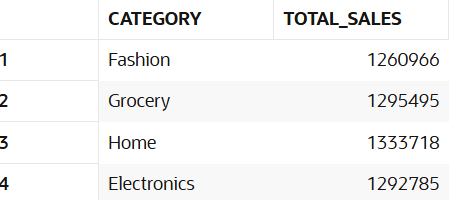 CATEGORY TOTAL_SALES
1 Fashion 1260966
2 Grocery 1295495
3 Home 1333718
4 Electronics 1292785